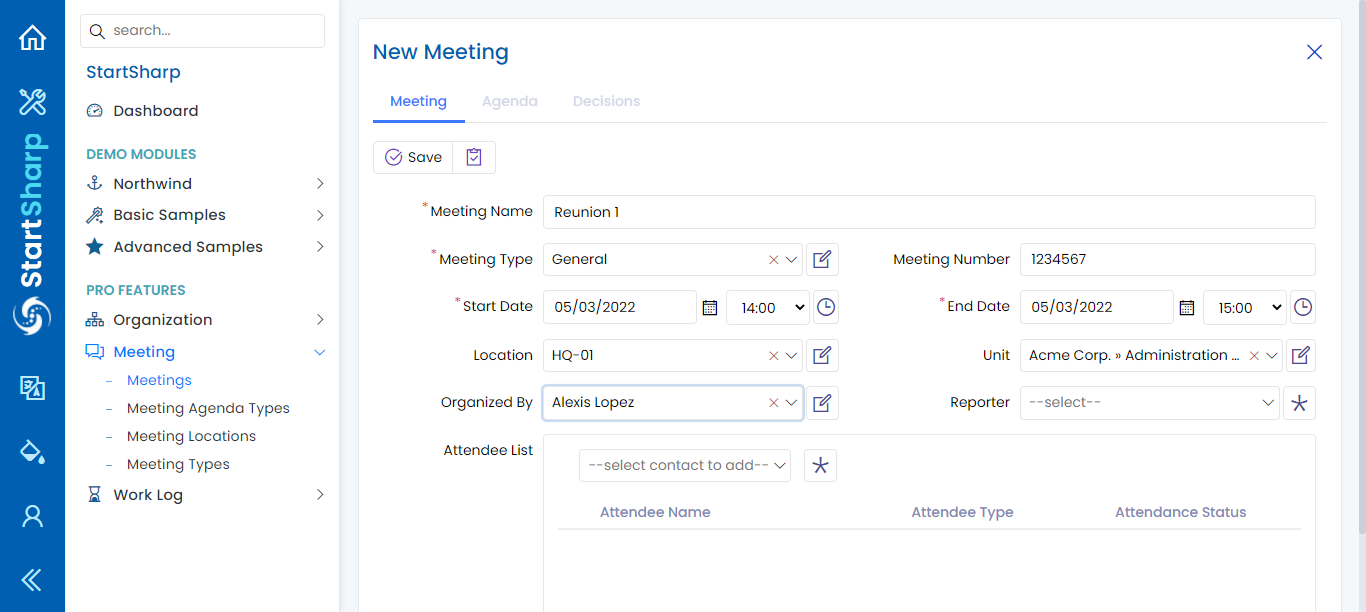 StartSharp
search...
StartSharp
Dashboard
DEMO MODULES
Northwind
Basic Samples
Advanced Samples
PRO FEATURES
Organization
Meeting
Meetings
Meeting Agenda Types
Meeting Locations
Meeting Types
Work Log
New Meeting
Meeting Agenda Decisions
Save
*Meeting Name Reunion 1
*Meeting Type General Meeting Number 1234567
*Start Date 05/03/2022 14:00 *End Date 05/03/2022 15:00
Location HQ-01 Unit Acme Corp. » Administration ...
Organized By Alexis Lopez Reporter --select--
Attendee List
--select contact to add--
Attendee Name Attendee Type Attendance Status